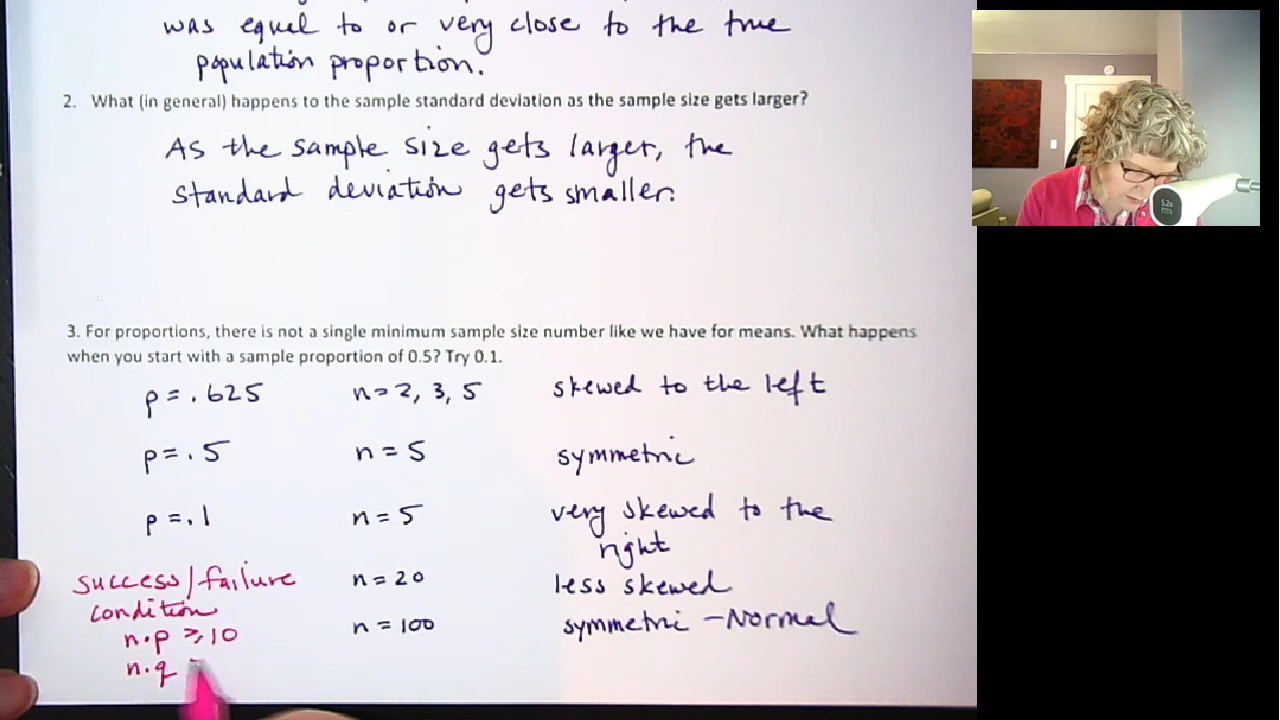 was equal to or very close to the true
population proportion.
2. What (in general) happens to the sample standard deviation as the sample size gets larger?
As the sample size gets larger, the
standard deviation gets smaller.
3. For proportions, there is not a single minimum sample size number like we have for means. What happens
when you start with a sample proportion of 0.5? Try 0.1.
p = .625 n = 2, 3, 5 skewed to the left
p = .5 n = 5 symmetric
p = .1 n = 5 very skewed to the
right
success/failure n = 20 less skewed
condition
n = 100 symmetric - Normal
n·p ≥ 10
n·q